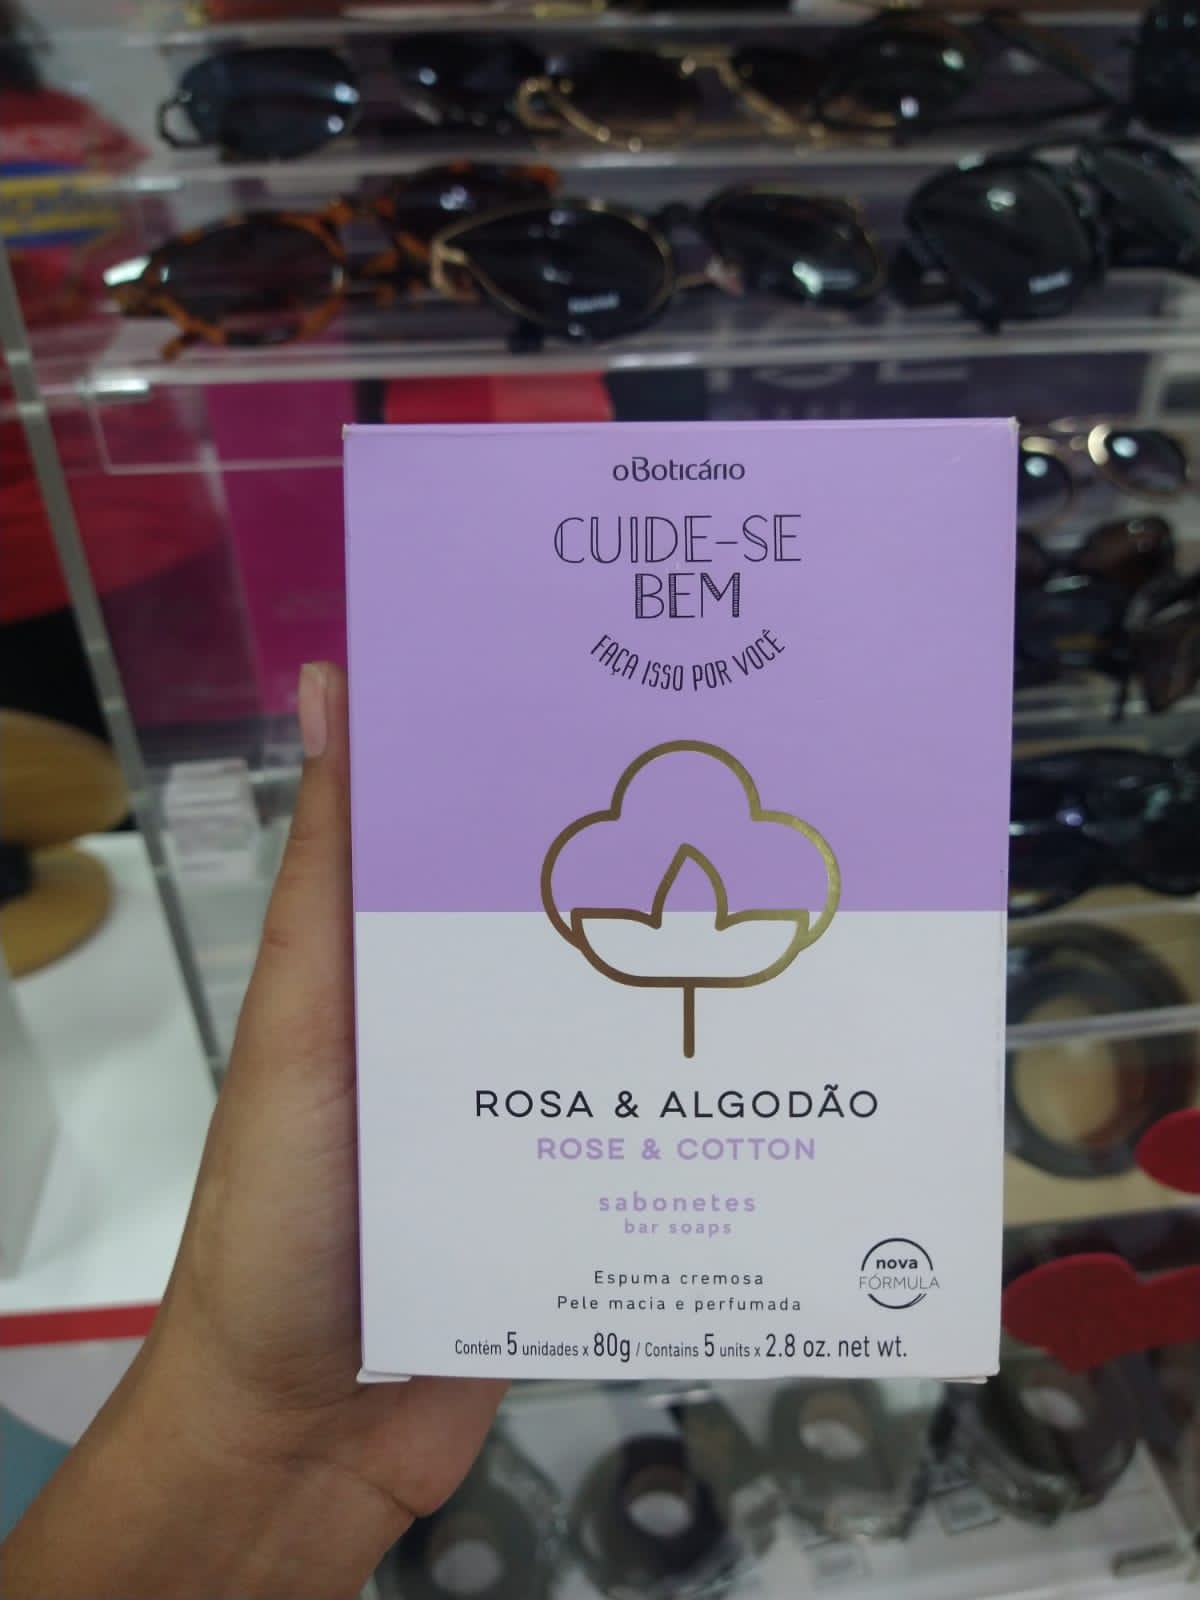 oBoticário
CUIDE-SE
BEM
FAÇA ISSO POR VOCÊ
ROSA & ALGODÃO
ROSE & COTTON
sabonetes
bar soaps
Espuma cremosa
Pele macia e perfumada
nova
FÓRMULA
Contém 5 unidades x 80g / Contains 5 units x 2.8 oz. net wt.